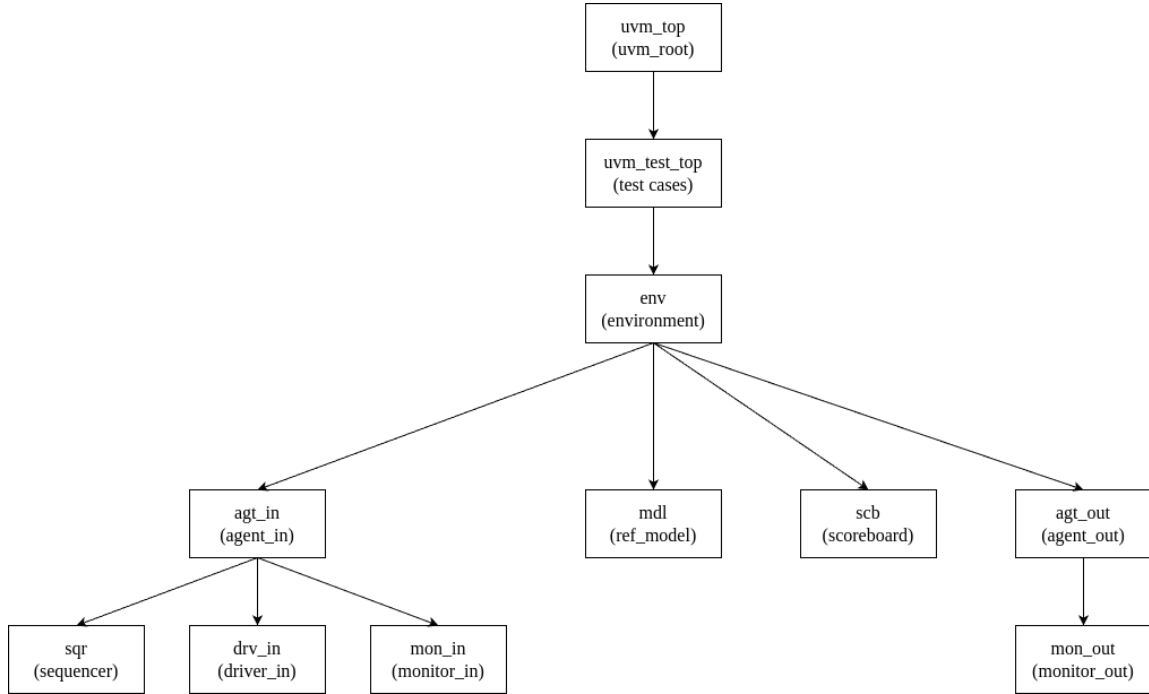 uvm_top
(uvm_root)
uvm_test_top
(test cases)
env
(environment)
agt_in
(agent_in)
mdl
(ref_model)
scb
(scoreboard)
agt_out
(agent_out)
sqr
(sequencer)
drv_in
(driver_in)
mon_in
(monitor_in)
mon_out
(monitor_out)